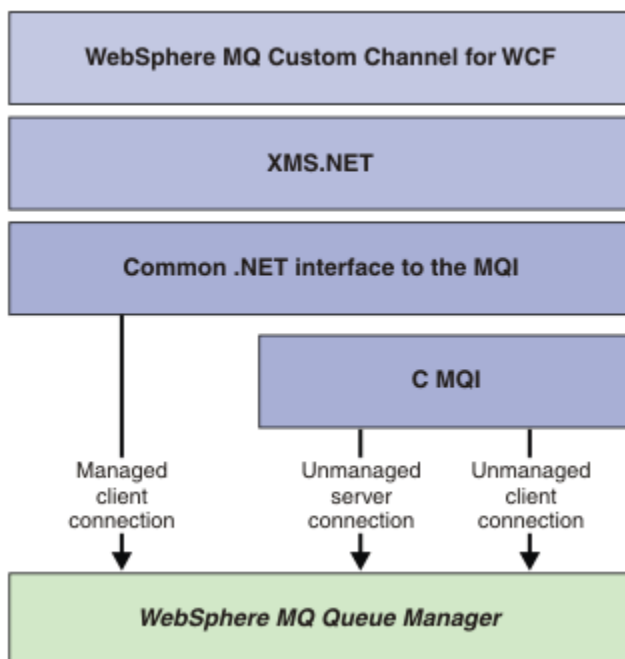 WebSphere MQ Custom Channel for WCF
XMS.NET
Common .NET interface to the MQI
C MQI
Managed
client
connection
Unmanaged
server
connection
Unmanaged
client
connection
WebSphere MQ Queue Manager